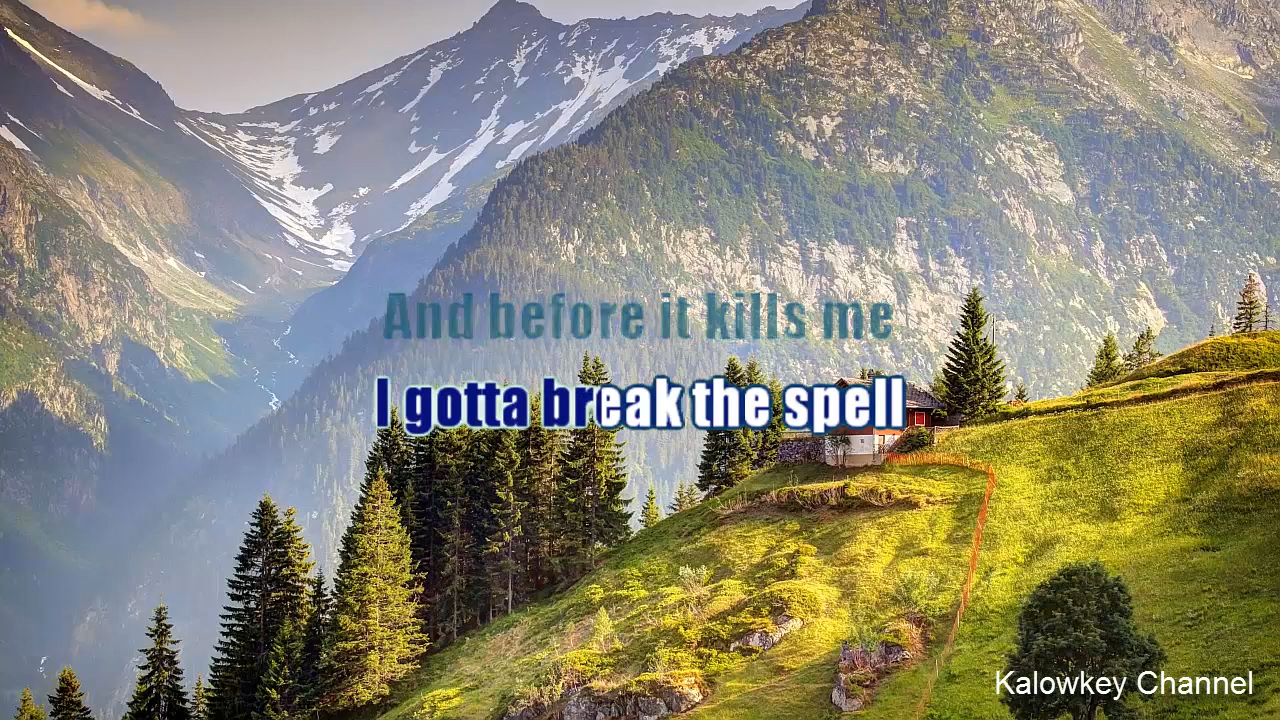 And before it kills me
I gotta break the spell
Kalowkey Channel